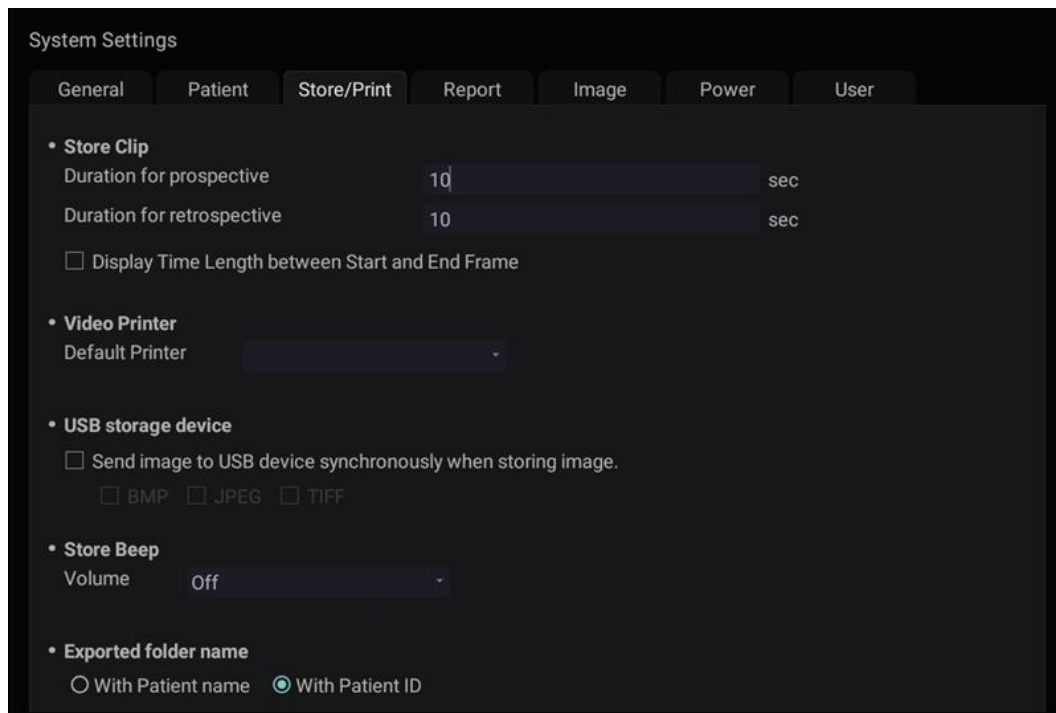 System Settings
General Patient Store/Print Report Image Power User
• Store Clip
Duration for prospective 10 sec
Duration for retrospective 10 sec
Display Time Length between Start and End Frame
• Video Printer
Default Printer
• USB storage device
Send image to USB device synchronously when storing image.
BMP JPEG TIFF
• Store Beep
Volume Off
• Exported folder name
With Patient name With Patient ID